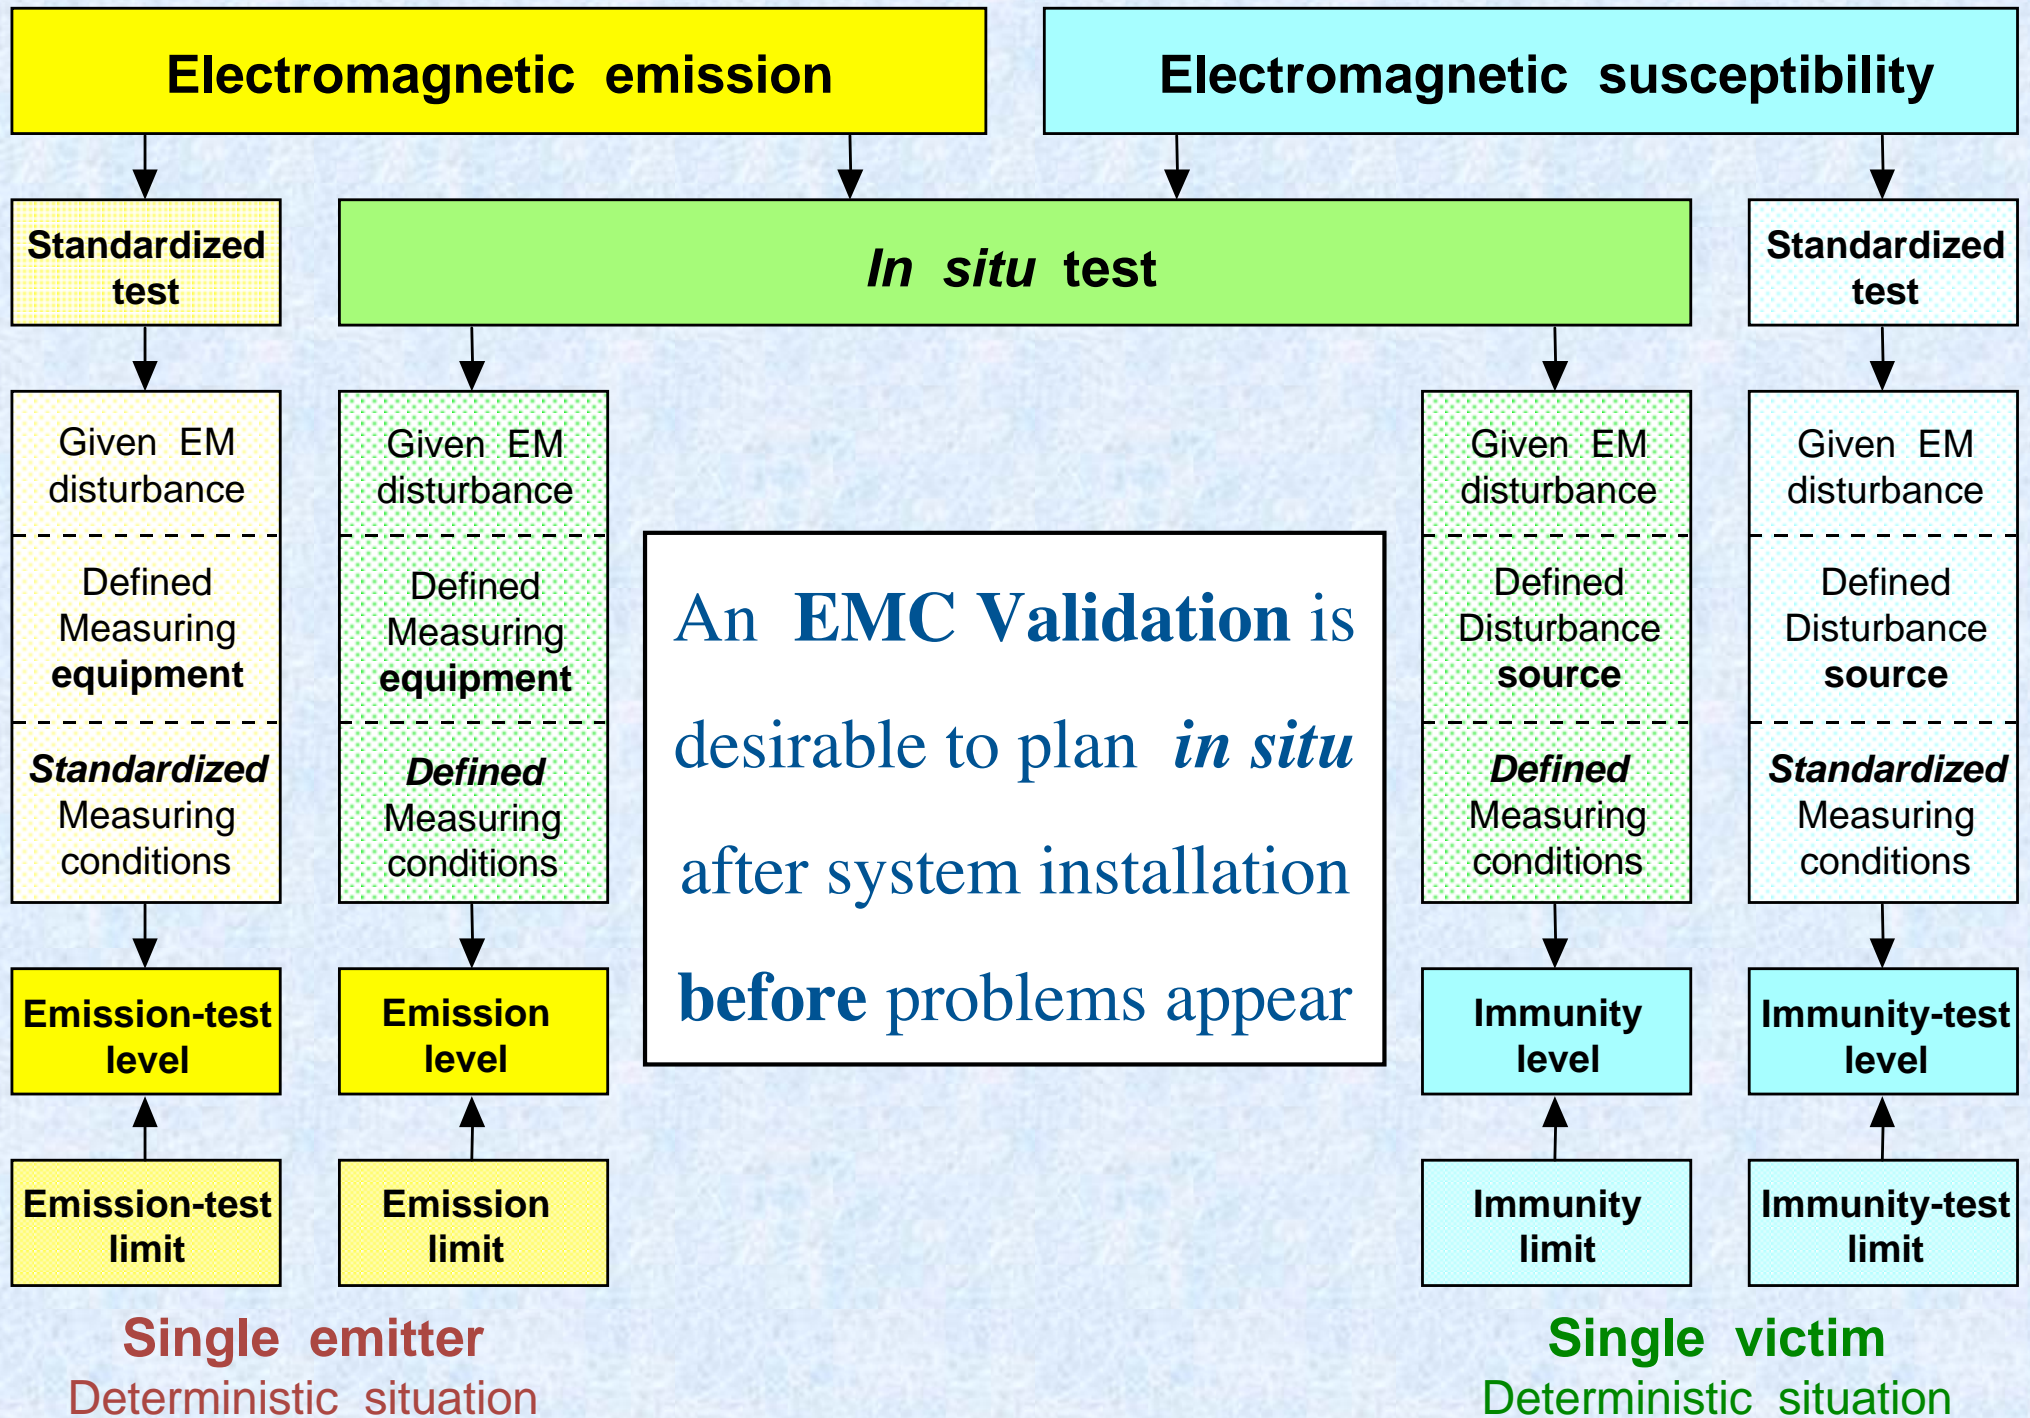 Electromagnetic emission
Electromagnetic susceptibility
Standardized
test
In situ test
Standardized
test
Given EM
disturbance
Defined
Measuring
equipment
Standardized
Measuring
conditions
Given EM
disturbance
Defined
Measuring
equipment
Defined
Measuring
conditions
An EMC Validation is
desirable to plan in situ
after system installation
before problems appear
Given EM
disturbance
Defined
Disturbance
source
Defined
Measuring
conditions
Given EM
disturbance
Defined
Disturbance
source
Standardized
Measuring
conditions
Emission-test
level
Emission
level
Immunity
level
Immunity-test
level
Emission-test
limit
Emission
limit
Immunity
limit
Immunity-test
limit
Single emitter
Deterministic situation
Single victim
Deterministic situation